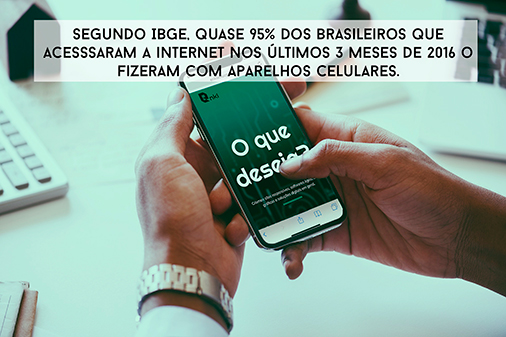 SEGUNDO IBGE, QUASE 95% DOS BRASILEIROS QUE
ACESSSARAM A INTERNET NOS ÚLTIMOS 3 MESES DE 2016 O
FIZERAM COM APARELHOS CELULARES.
O que
deseja?